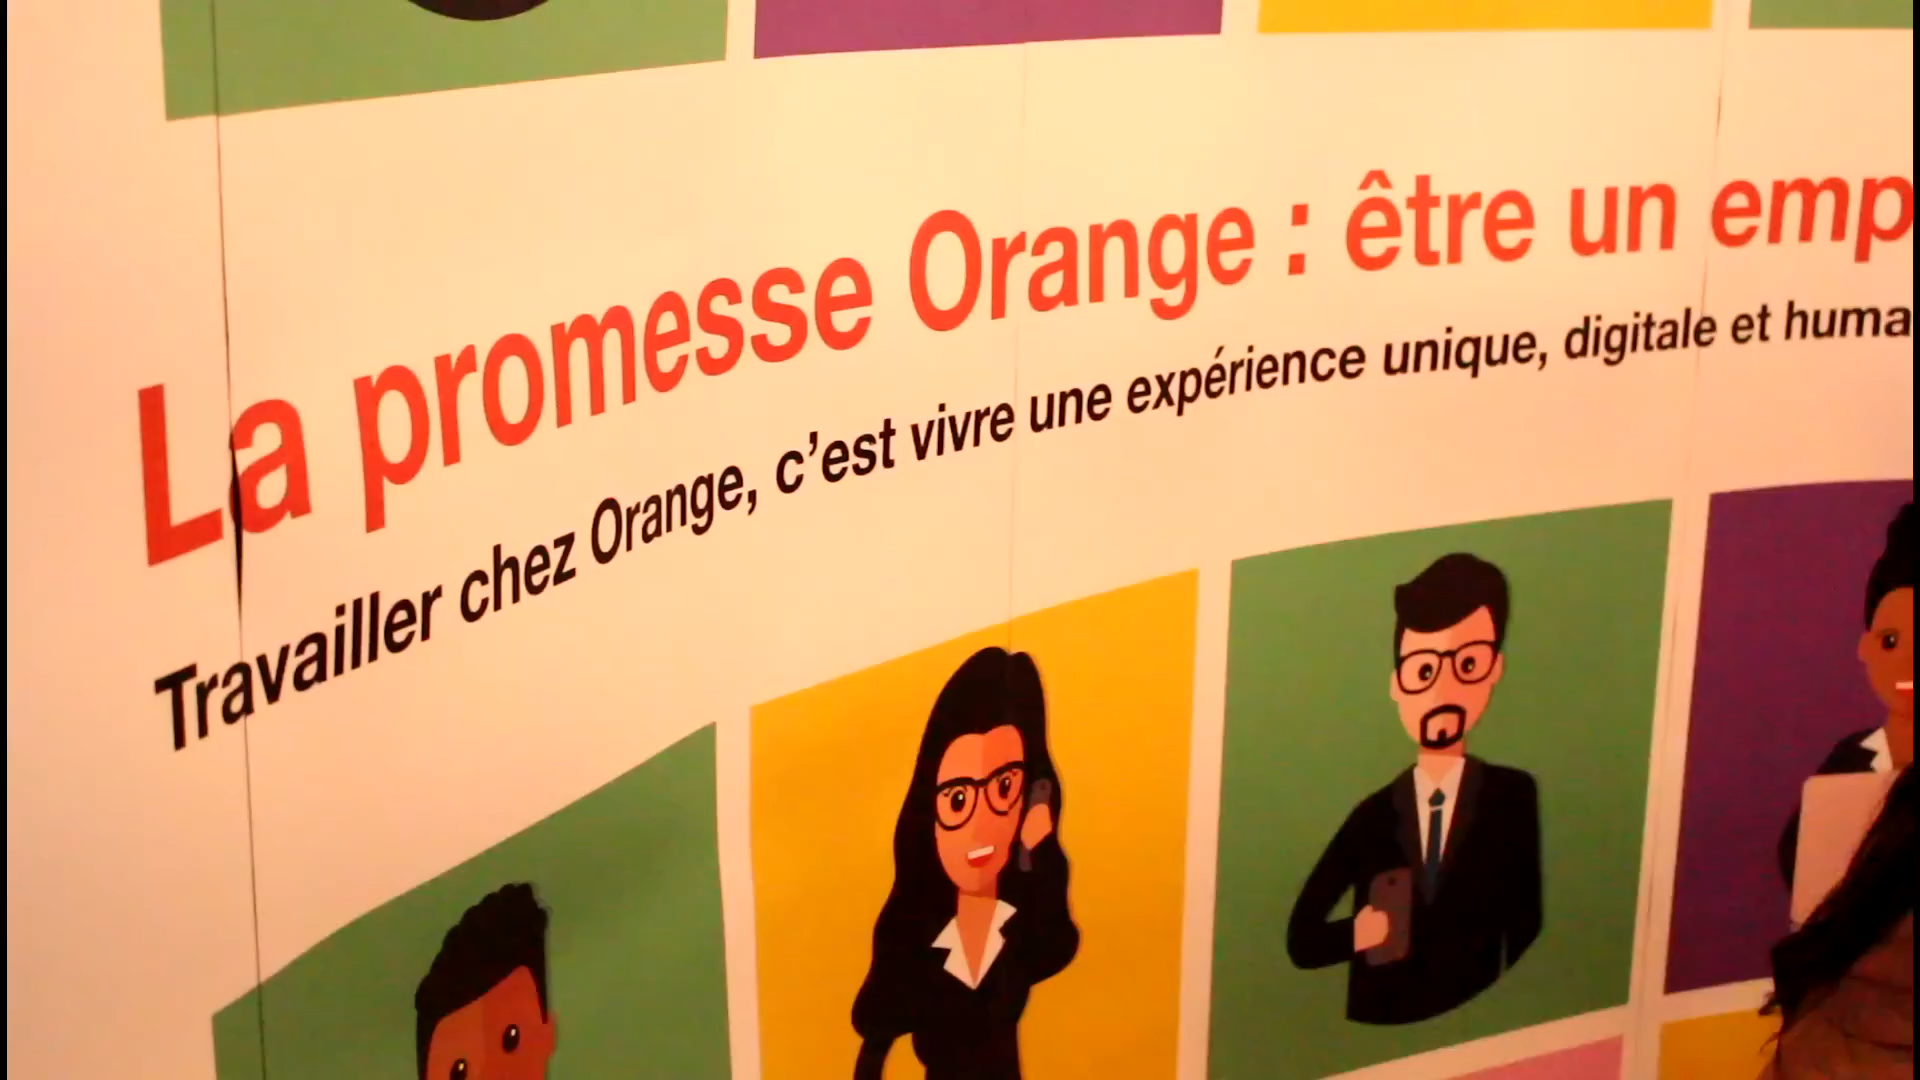 La promesse Orange : être un emp
Travailler chez Orange, c'est vivre une expérience unique, digitale et huma